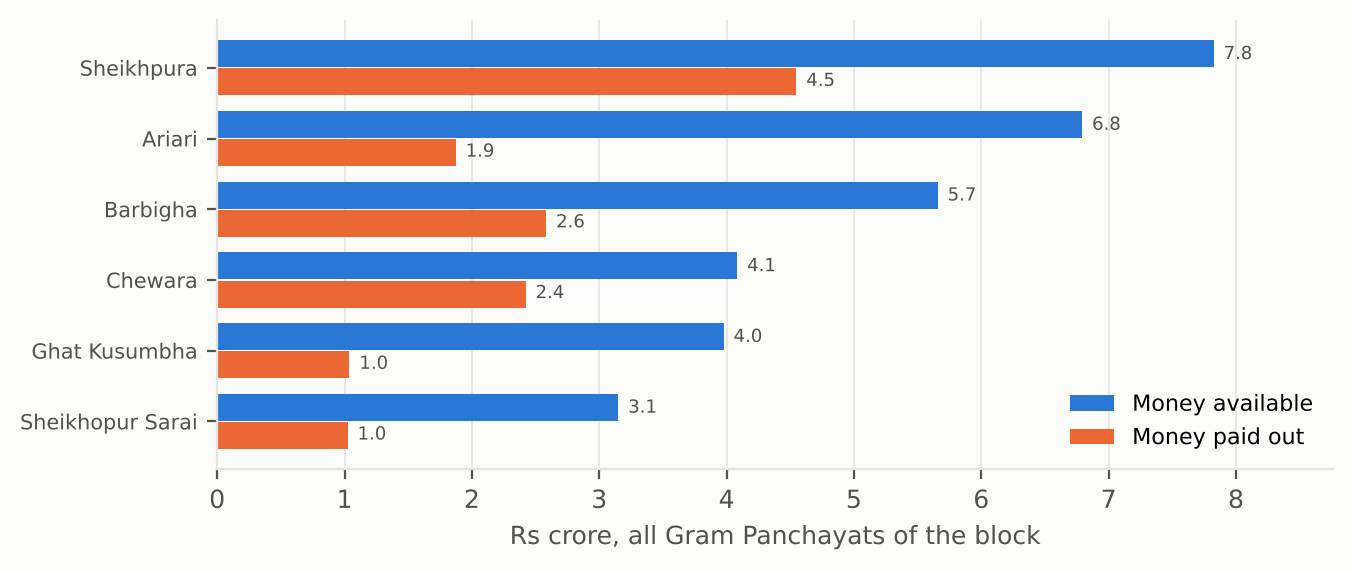 Sheikhpura
7.8
4.5
Ariari
6.8
1.9
Barbigha
5.7
2.6
Chewara
4.1
2.4
Ghat Kusumbha
4.0
1.0
Sheikhopur Sarai
3.1
1.0
Money available
Money paid out
0 1 2 3 4 5 6 7 8
Rs crore, all Gram Panchayats of the block